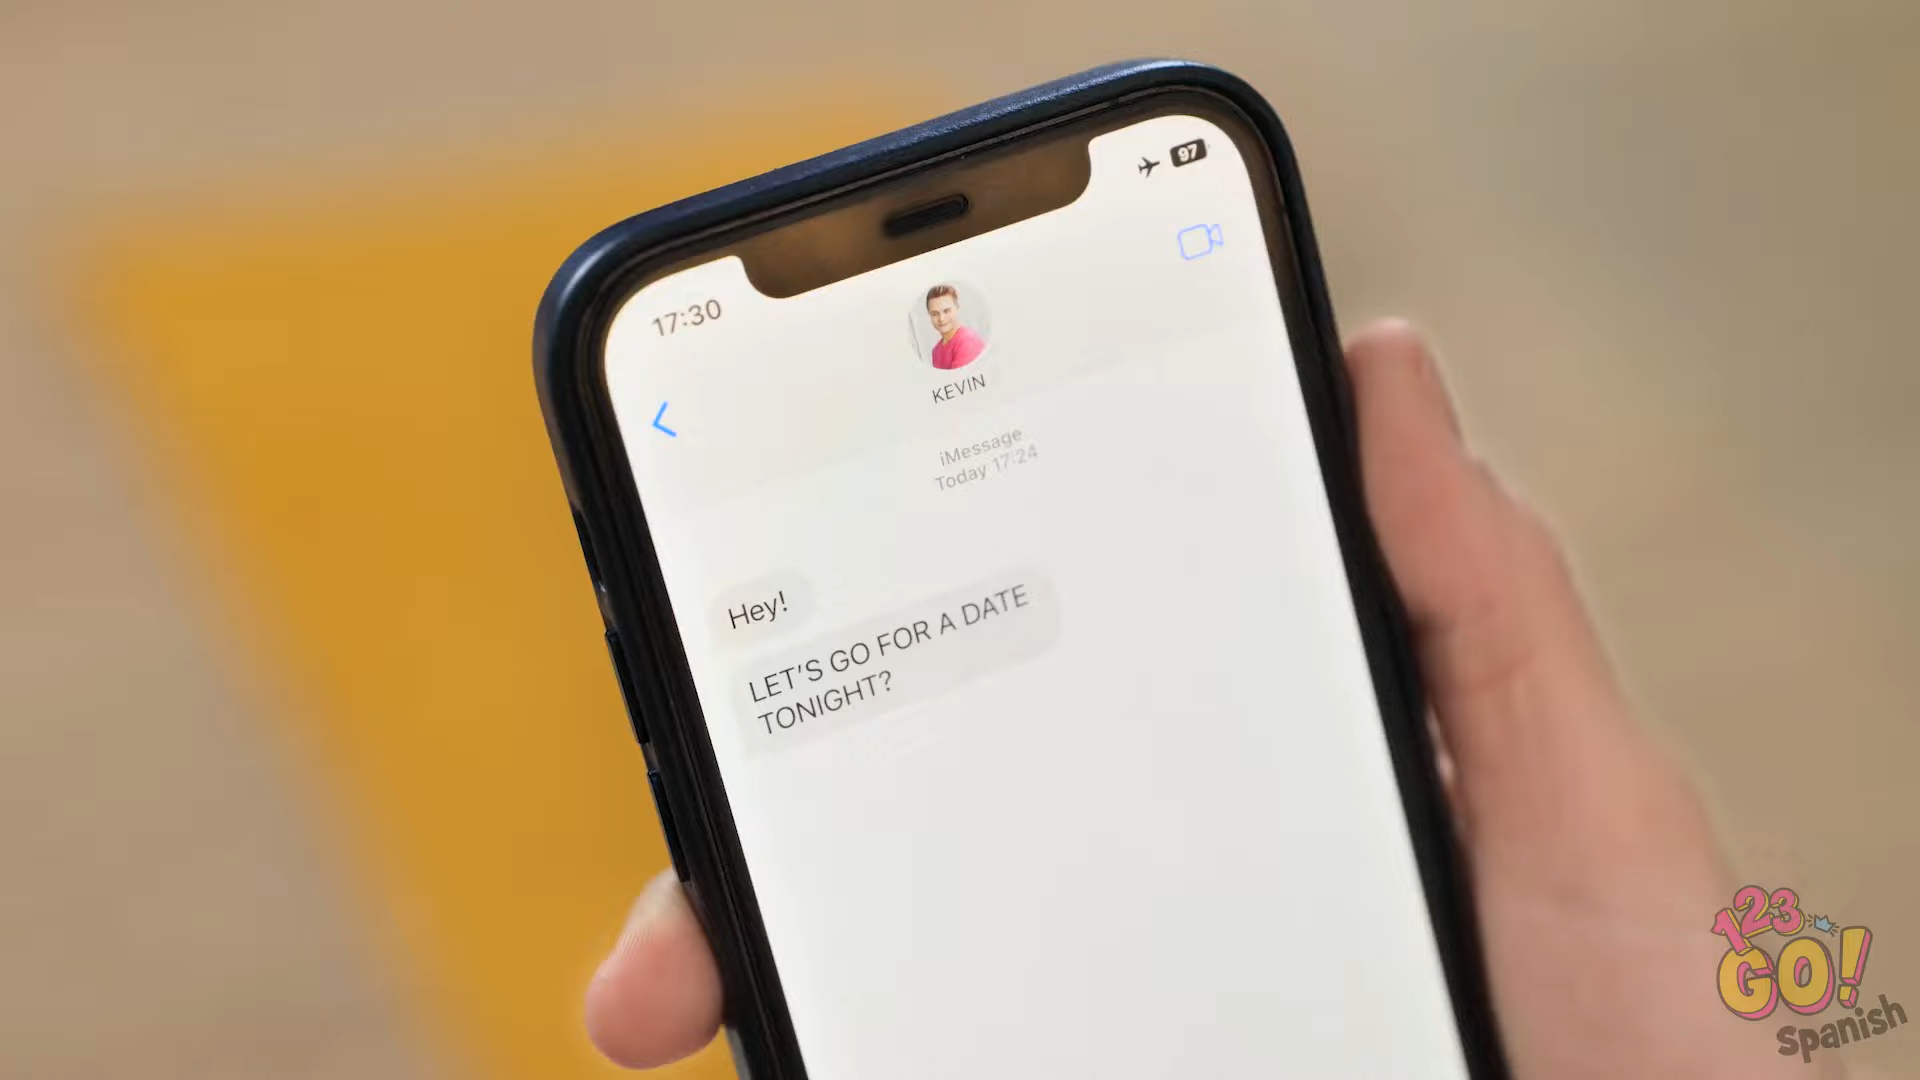 97
17:30
KEVIN
iMessage
Today 17:24
Hey!
LET'S GO FOR A DATE
TONIGHT?
123
GO!
Spanish